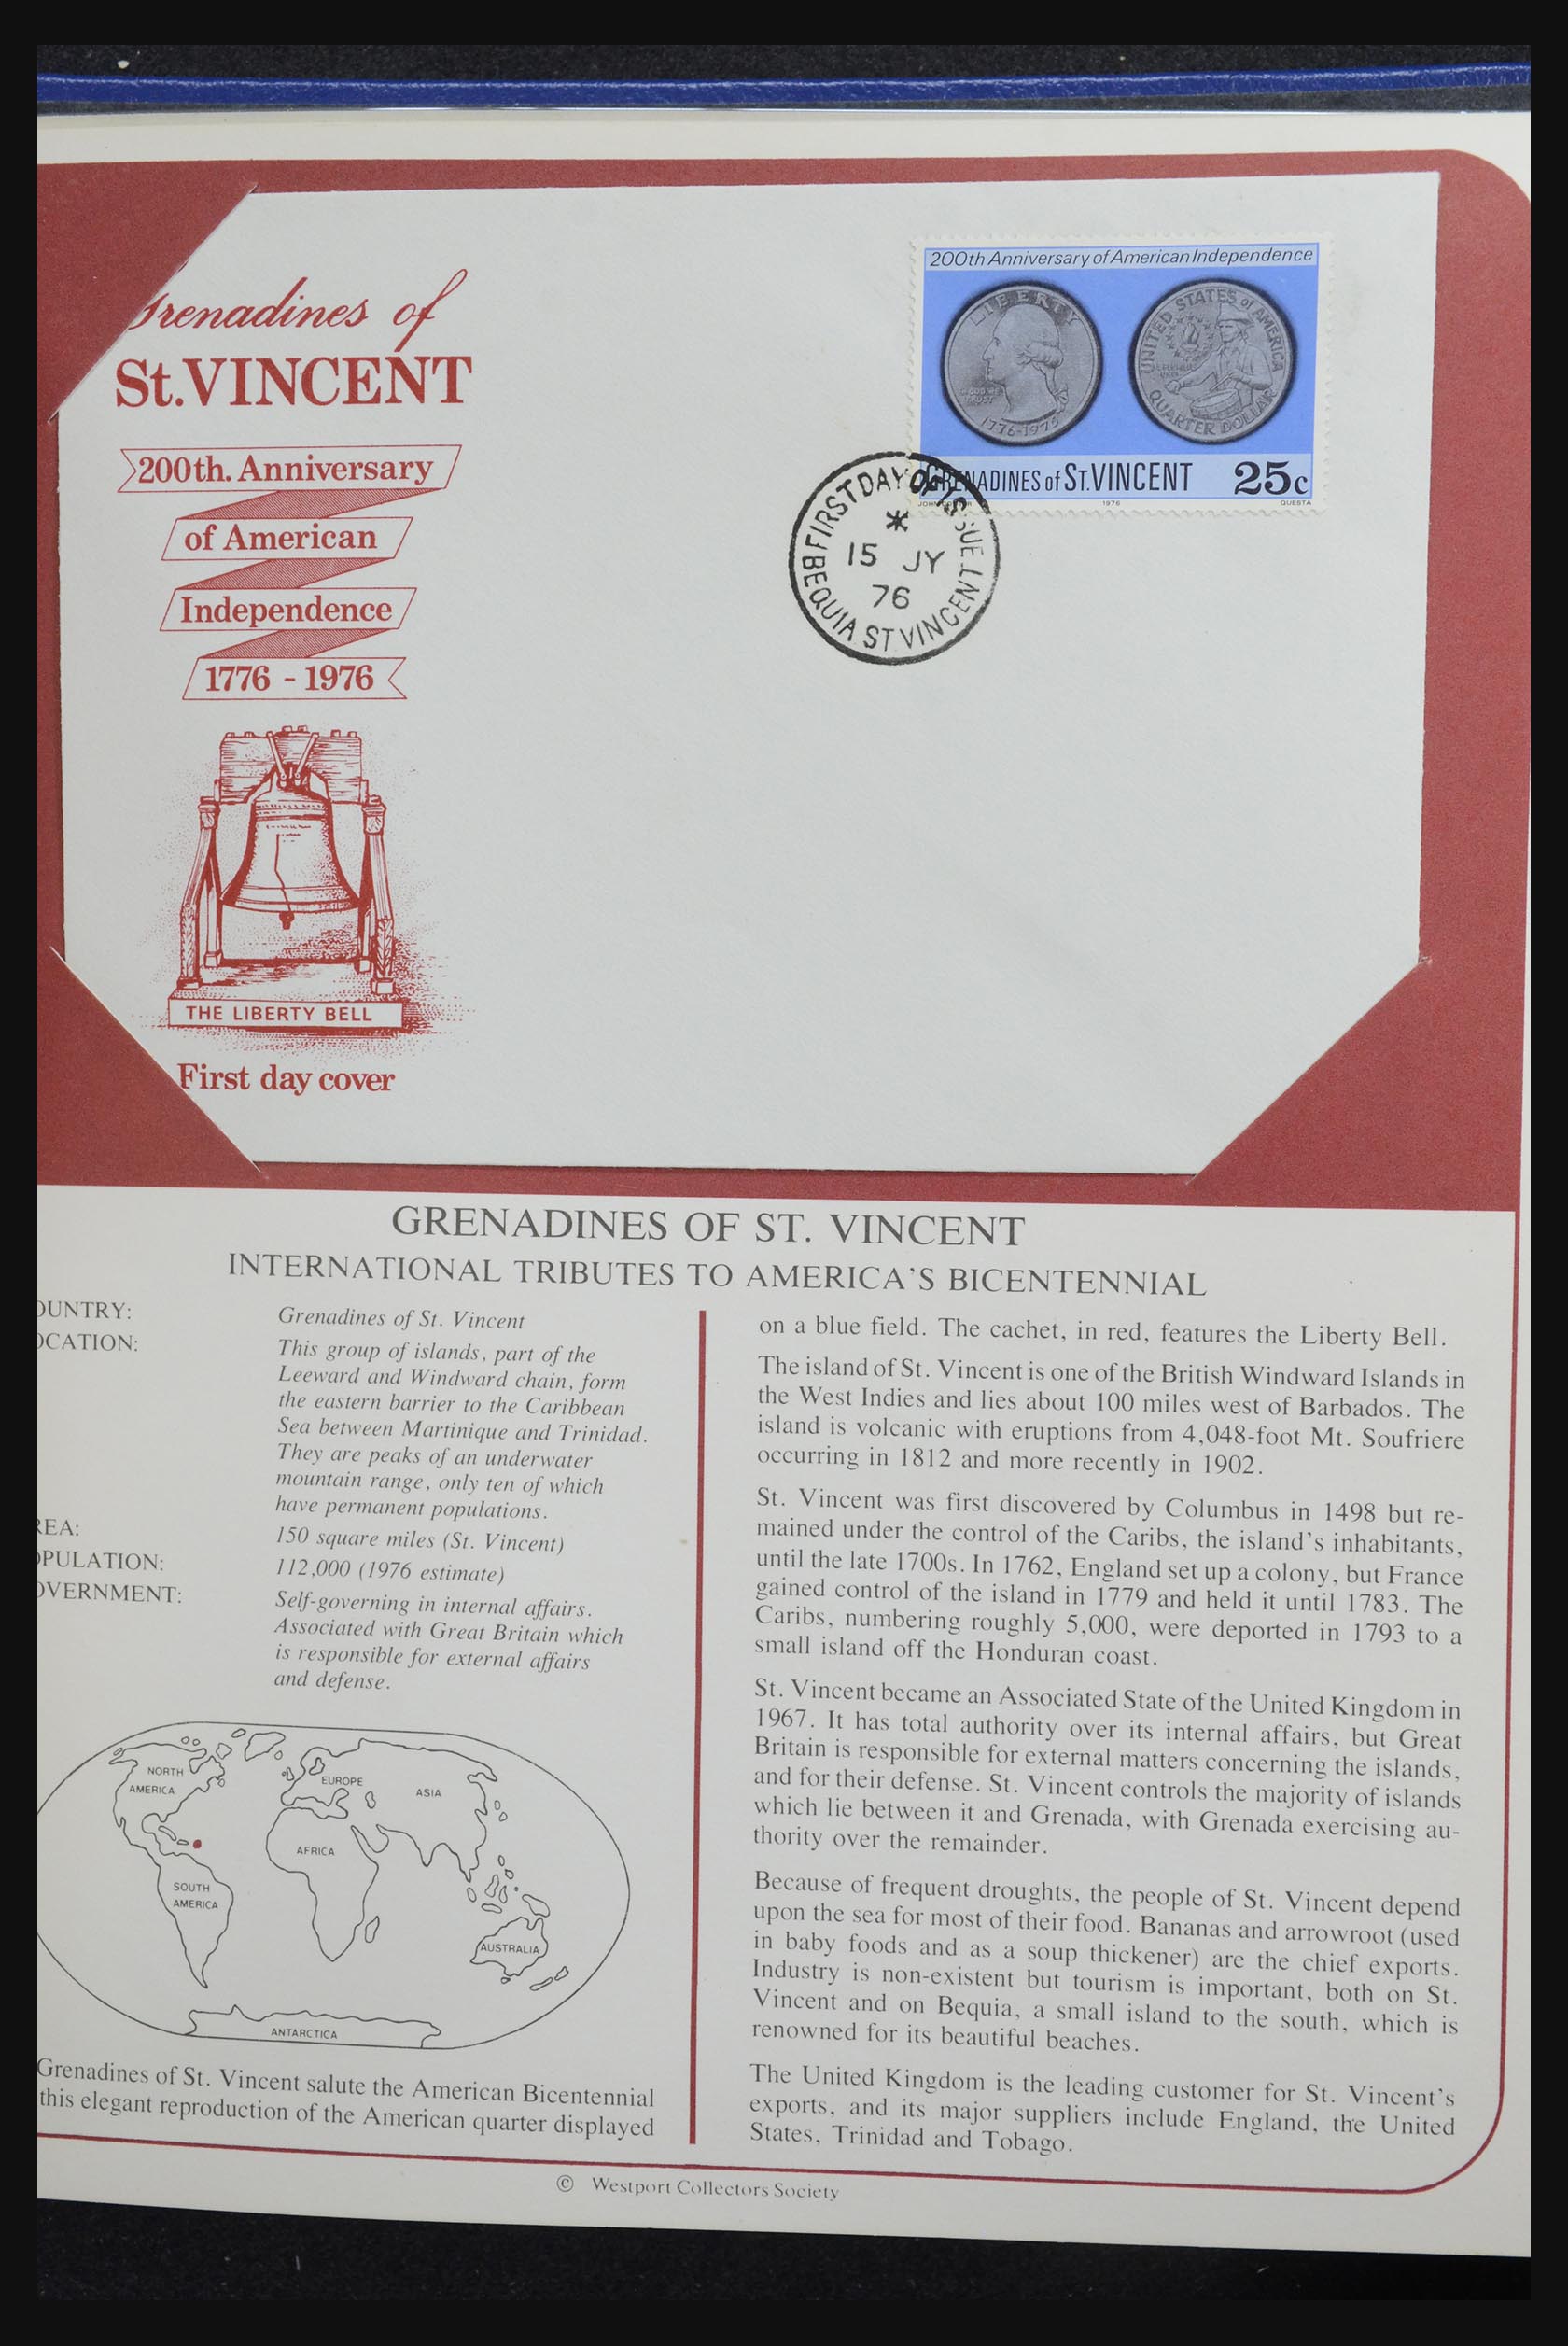 Grenadines of
St.VINCENT
200th. Anniversary
of American
Independence
1776 - 1976
THE LIBERTY BELL
First day cover
200th Anniversary of American Independence
LIBERTY
1776-1976
UNITED STATES of AMERICA
QUARTER DOLLAR
GRENADINES of ST.VINCENT 25c
1976 QUESTA
FIRST DAY OF ISSUE
*
15 JY
76
BEQUIA ST VINCENT
GRENADINES OF ST. VINCENT
INTERNATIONAL TRIBUTES TO AMERICA'S BICENTENNIAL
OUNTRY: Grenadines of St. Vincent
OCATION: This group of islands, part of the
Leeward and Windward chain, form
the eastern barrier to the Caribbean
Sea between Martinique and Trinidad.
They are peaks of an underwater
mountain range, only ten of which
have permanent populations.
REA: 150 square miles (St. Vincent)
OPULATION: 112,000 (1976 estimate)
OVERNMENT: Self-governing in internal affairs.
Associated with Great Britain which
is responsible for external affairs
and defense.
NORTH
AMERICA
EUROPE
ASIA
AFRICA
SOUTH
AMERICA
AUSTRALIA
ANTARCTICA
Grenadines of St. Vincent salute the American Bicentennial
this elegant reproduction of the American quarter displayed
on a blue field. The cachet, in red, features the Liberty Bell.
The island of St. Vincent is one of the British Windward Islands in
the West Indies and lies about 100 miles west of Barbados. The
island is volcanic with eruptions from 4,048-foot Mt. Soufriere
occurring in 1812 and more recently in 1902.
St. Vincent was first discovered by Columbus in 1498 but re-
mained under the control of the Caribs, the island's inhabitants,
until the late 1700s. In 1762, England set up a colony, but France
gained control of the island in 1779 and held it until 1783. The
Caribs, numbering roughly 5,000, were deported in 1793 to a
small island off the Honduran coast.
St. Vincent became an Associated State of the United Kingdom in
1967. It has total authority over its internal affairs, but Great
Britain is responsible for external matters concerning the islands,
and for their defense. St. Vincent controls the majority of islands
which lie between it and Grenada, with Grenada exercising au-
thority over the remainder.
Because of frequent droughts, the people of St. Vincent depend
upon the sea for most of their food. Bananas and arrowroot (used
in baby foods and as a soup thickener) are the chief exports.
Industry is non-existent but tourism is important, both on St.
Vincent and on Bequia, a small island to the south, which is
renowned for its beautiful beaches.
The United Kingdom is the leading customer for St. Vincent's
exports, and its major suppliers include England, the United
States, Trinidad and Tobago.
© Westport Collectors Society